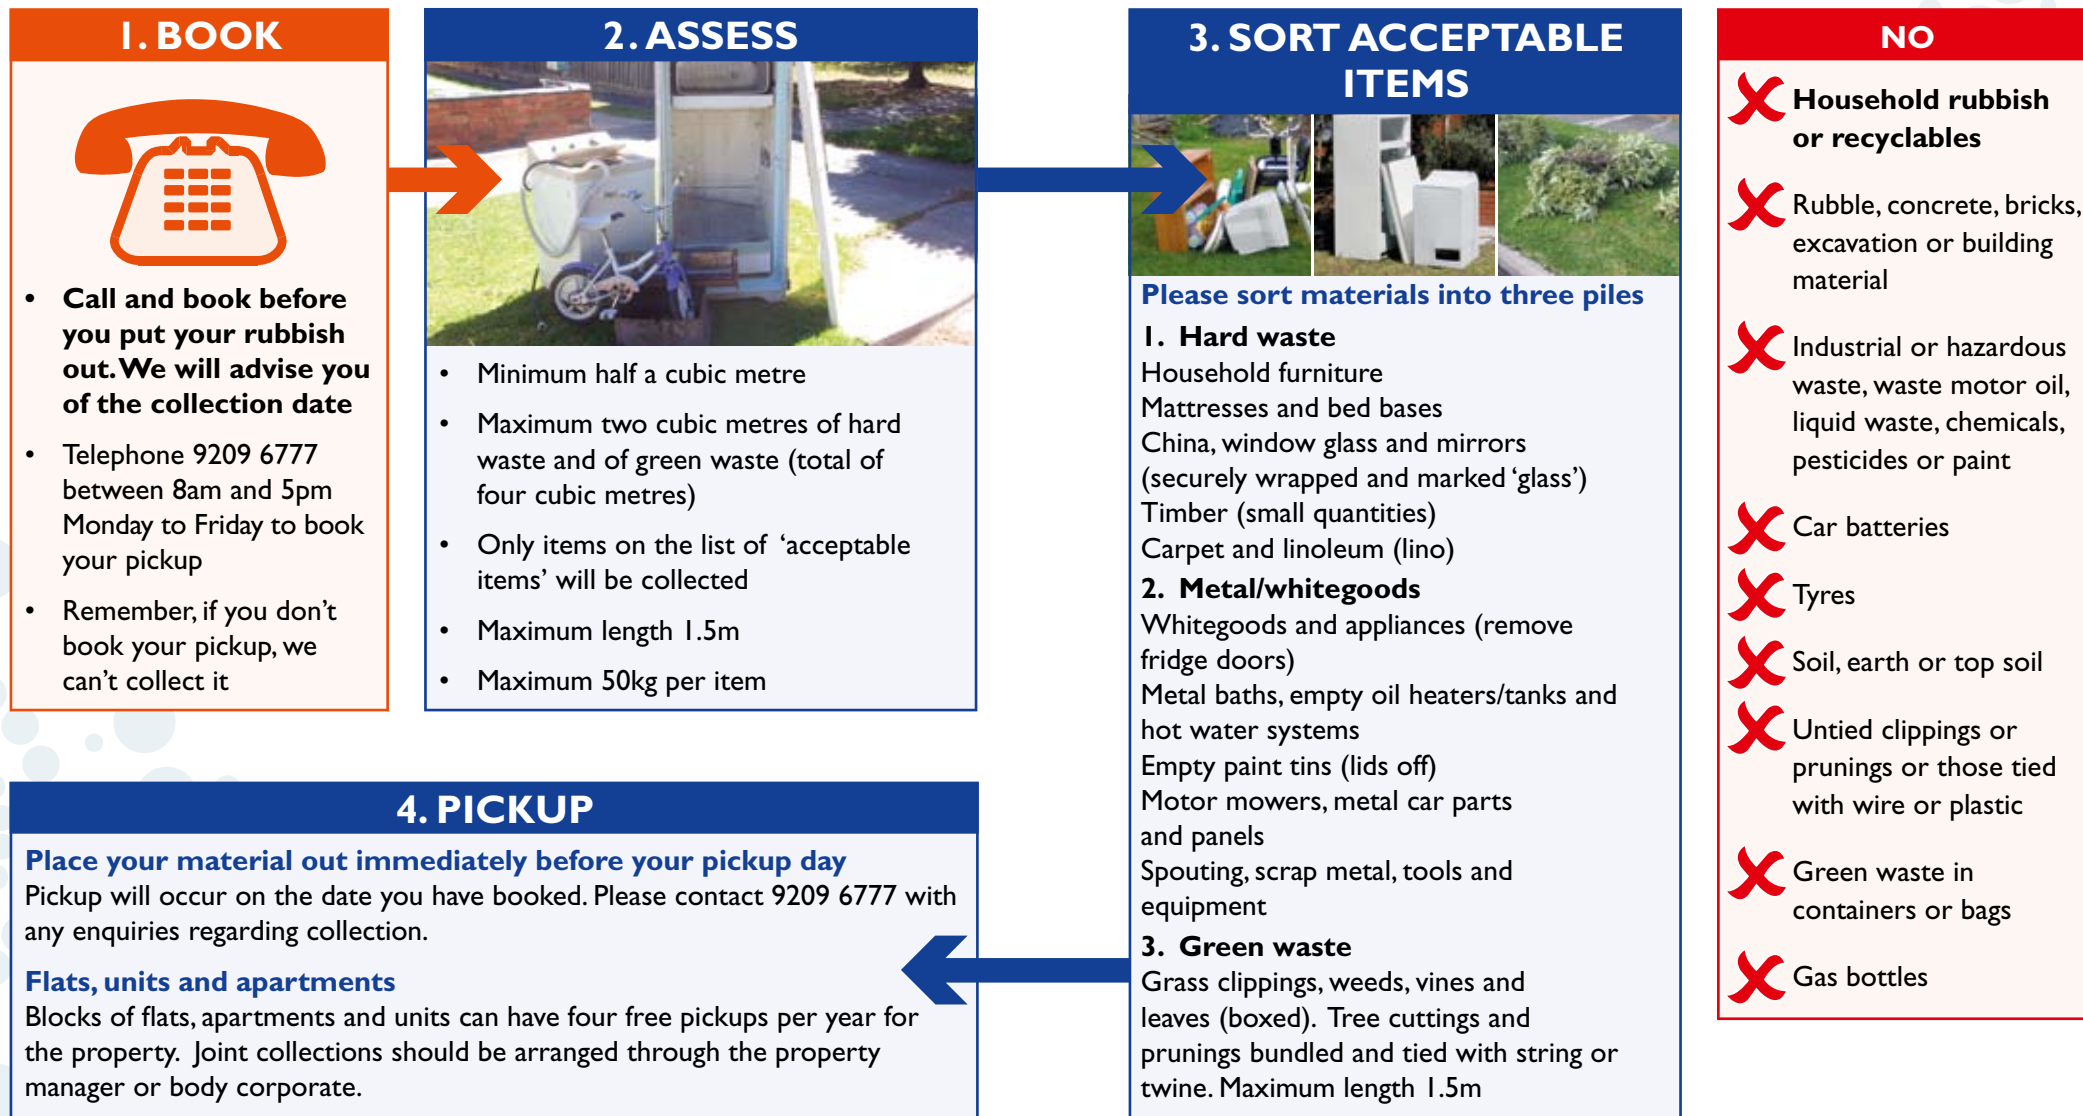 1. BOOK
• Call and book before
you put your rubbish
out. We will advise you
of the collection date
• Telephone 9209 6777
between 8am and 5pm
Monday to Friday to book
your pickup
• Remember, if you don’t
book your pickup, we
can’t collect it
2. ASSESS
• Minimum half a cubic metre
• Maximum two cubic metres of hard
waste and of green waste (total of
four cubic metres)
• Only items on the list of ‘acceptable
items’ will be collected
• Maximum length 1.5m
• Maximum 50kg per item
3. SORT ACCEPTABLE
ITEMS
Please sort materials into three piles
1. Hard waste
Household furniture
Mattresses and bed bases
China, window glass and mirrors
(securely wrapped and marked ‘glass’)
Timber (small quantities)
Carpet and linoleum (lino)
2. Metal/whitegoods
Whitegoods and appliances (remove
fridge doors)
Metal baths, empty oil heaters/tanks and
hot water systems
Empty paint tins (lids off)
Motor mowers, metal car parts
and panels
Spouting, scrap metal, tools and
equipment
3. Green waste
Grass clippings, weeds, vines and
leaves (boxed). Tree cuttings and
prunings bundled and tied with string or
twine. Maximum length 1.5m
NO
Household rubbish
or recyclables
Rubble, concrete, bricks,
excavation or building
material
Industrial or hazardous
waste, waste motor oil,
liquid waste, chemicals,
pesticides or paint
Car batteries
Tyres
Soil, earth or top soil
Untied clippings or
prunings or those tied
with wire or plastic
Green waste in
containers or bags
Gas bottles
4. PICKUP
Place your material out immediately before your pickup day
Pickup will occur on the date you have booked. Please contact 9209 6777 with
any enquiries regarding collection.
Flats, units and apartments
Blocks of flats, apartments and units can have four free pickups per year for
the property. Joint collections should be arranged through the property
manager or body corporate.